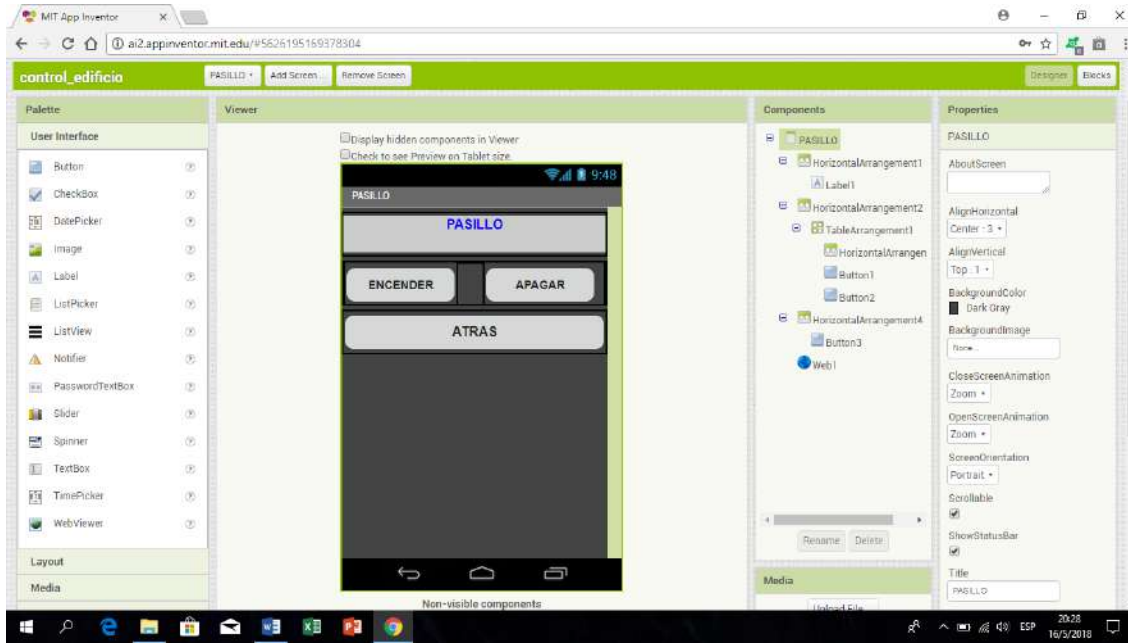 MIT App Inventor
ai2.appinventor.mit.edu/#5626195169378304
control_edificio
PASILLO
Add Screen ...
Remove Screen
Designer
Blocks
Palette
User Interface
Button
CheckBox
DatePicker
Image
Label
ListPicker
ListView
Notifier
PasswordTextBox
Slider
Spinner
TextBox
TimePicker
WebViewer
Layout
Media
Viewer
Display hidden components in Viewer
Check to see Preview on Tablet size.
9:48
PASILLO
PASILLO
ENCENDER
APAGAR
ATRAS
Non-visible components
Components
PASILLO
HorizontalArrangement1
Label1
HorizontalArrangement2
TableArrangement1
HorizontalArrangen
Button1
Button2
HorizontalArrangement4
Button3
Web1
Rename
Delete
Media
Upload File
Properties
PASILLO
AboutScreen
AlignHorizontal
Center : 3
AlignVertical
Top : 1
BackgroundColor
Dark Gray
BackgroundImage
None...
CloseScreenAnimation
Zoom
OpenScreenAnimation
Zoom
ScreenOrientation
Portrait
Scrollable
ShowStatusBar
Title
PASILLO
ESP
20:28
16/5/2018